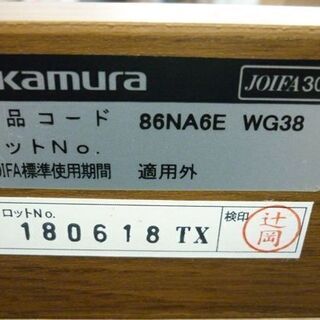 kamura
JOIFA30
品コード 86NA6E WG38
ットNo.
OIFA標準使用期間 適用外
ロットNo. 検印
180618 TX 辻岡